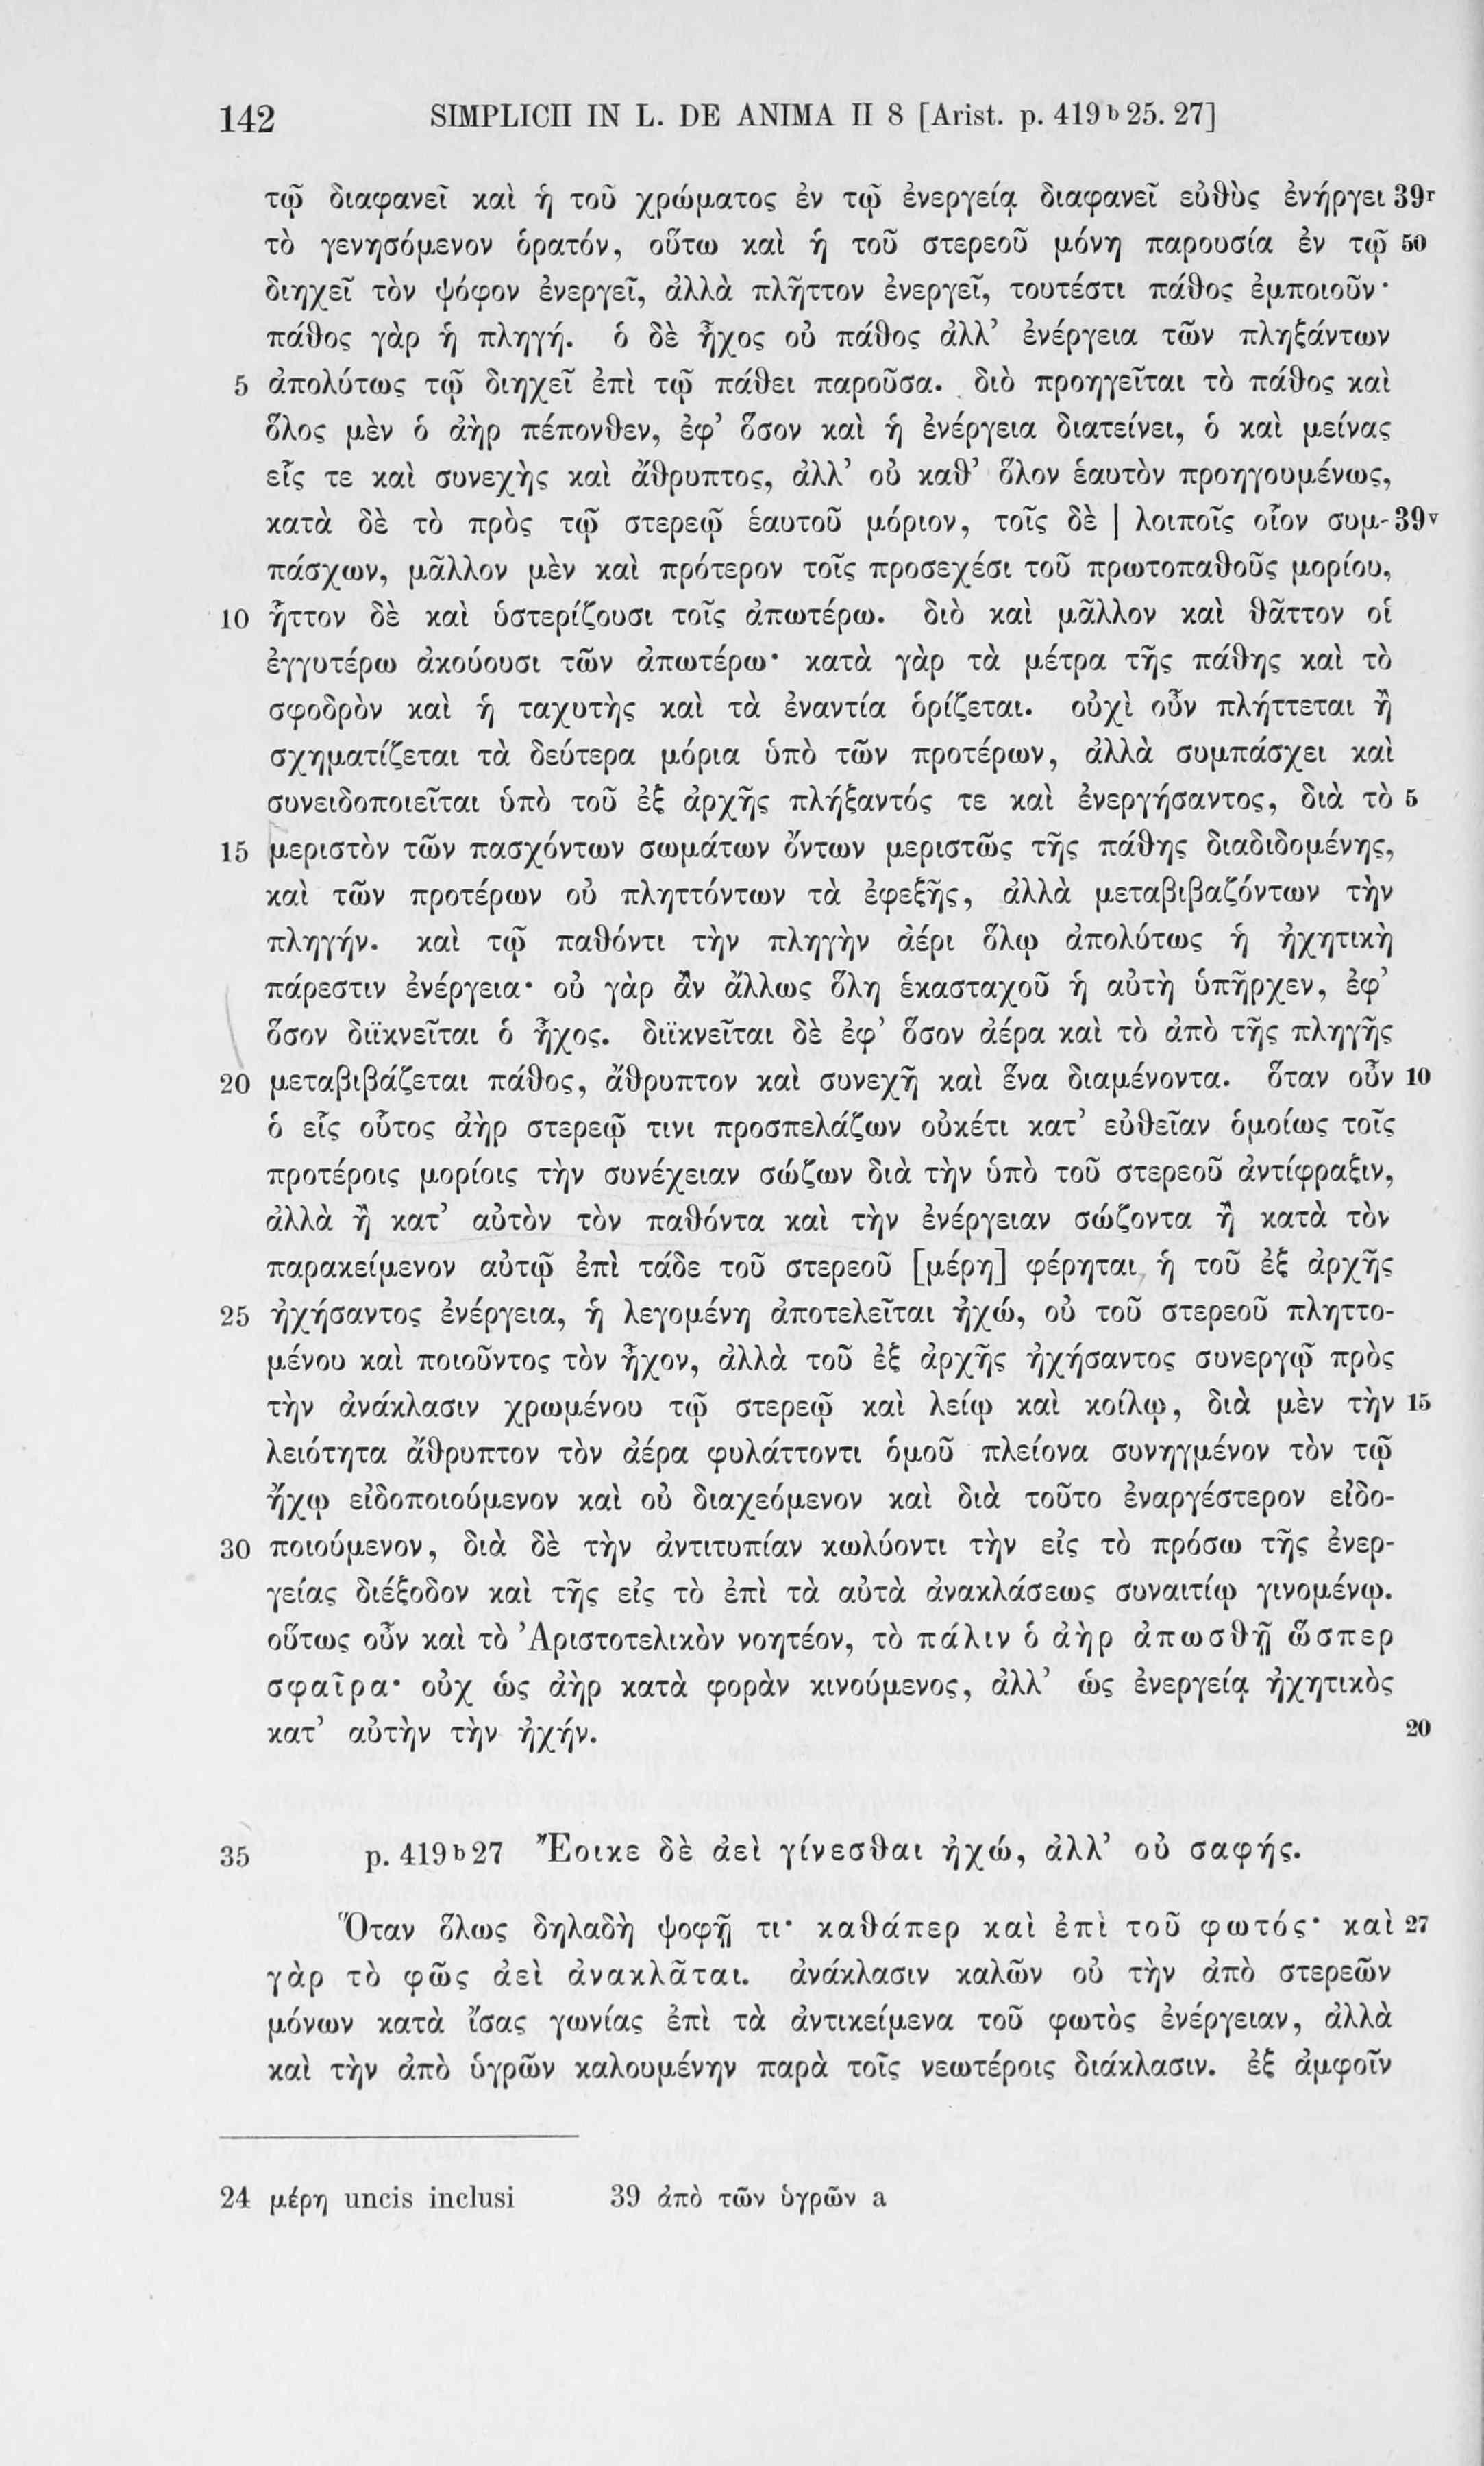 142 SIMPLICII IN L. DE ANIMA II 8 [Arist. p. 419 b 25. 27]
τῷ διαφανεῖ καὶ ἡ τοῦ χρώματος ἐν τῷ ἐνεργείᾳ διαφανεῖ εὐθὺς ἐνήργει 39r
τὸ γενησόμενον ὁρατόν, οὕτω καὶ ἡ τοῦ στερεοῦ μόνη παρουσία ἐν τῷ 50
διηχεῖ τὸν ψόφον ἐνεργεῖ, ἀλλὰ πλῆττον ἐνεργεῖ, τουτέστι πάθος ἐμποιοῦν·
πάθος γὰρ ἡ πληγή. ὁ δὲ ἦχος οὐ πάθος ἀλλ’ ἐνέργεια τῶν πληξάντων
5 ἀπολύτως τῷ διηχεῖ ἐπὶ τῷ πάθει παροῦσα. διὸ προηγεῖται τὸ πάθος καὶ
ὅλος μὲν ὁ ἀὴρ πέπονθεν, ἐφ’ ὅσον καὶ ἡ ἐνέργεια διατείνει, ὁ καὶ μείνας
εἷς τε καὶ συνεχὴς καὶ ἄθρυπτος, ἀλλ’ οὐ καθ’ ὅλον ἑαυτὸν προηγουμένως,
κατὰ δὲ τὸ πρὸς τῷ στερεῷ ἑαυτοῦ μόριον, τοῖς δὲ | λοιποῖς οἷον συμ- 39v
πάσχων, μᾶλλον μὲν καὶ πρότερον τοῖς προσεχέσι τοῦ πρωτοπαθοῦς μορίου,
10 ἧττον δὲ καὶ ὑστερίζουσι τοῖς ἀπωτέρω. διὸ καὶ μᾶλλον καὶ θᾶττον οἱ
ἐγγυτέρω ἀκούουσι τῶν ἀπωτέρω· κατὰ γὰρ τὰ μέτρα τῆς πάθης καὶ τὸ
σφοδρὸν καὶ ἡ ταχυτὴς καὶ τὰ ἐναντία ὁρίζεται. οὐχὶ οὖν πλήττεται ἢ
σχηματίζεται τὰ δεύτερα μόρια ὑπὸ τῶν προτέρων, ἀλλὰ συμπάσχει καὶ
συνειδοποιεῖται ὑπὸ τοῦ ἐξ ἀρχῆς πλήξαντός τε καὶ ἐνεργήσαντος, διὰ τὸ 5
15 μεριστὸν τῶν πασχόντων σωμάτων ὄντων μεριστῶς τῆς πάθης διαδιδομένης,
καὶ τῶν προτέρων οὐ πληττόντων τὰ ἐφεξῆς, ἀλλὰ μεταβιβαζόντων τὴν
πληγήν. καὶ τῷ παθόντι τὴν πληγὴν ἀέρι ὅλῳ ἀπολύτως ἡ ἠχητικὴ
πάρεστιν ἐνέργεια· οὐ γὰρ ἂν ἄλλως ὅλη ἑκασταχοῦ ἡ αὐτὴ ὑπῆρχεν, ἐφ’
ὅσον διϊκνεῖται ὁ ἦχος. διϊκνεῖται δὲ ἐφ’ ὅσον ἀέρα καὶ τὸ ἀπὸ τῆς πληγῆς
20 μεταβιβάζεται πάθος, ἄθρυπτον καὶ συνεχῆ καὶ ἕνα διαμένοντα. ὅταν οὖν 10
ὁ εἷς οὗτος ἀὴρ στερεῷ τινι προσπελάζων οὐκέτι κατ’ εὐθεῖαν ὁμοίως τοῖς
προτέροις μορίοις τὴν συνέχειαν σώζων διὰ τὴν ὑπὸ τοῦ στερεοῦ ἀντίφραξιν,
ἀλλὰ ἢ κατ’ αὐτὸν τὸν παθόντα καὶ τὴν ἐνέργειαν σώζοντα ἢ κατὰ τὸν
παρακείμενον αὐτῷ ἐπὶ τάδε τοῦ στερεοῦ [μέρη] φέρηται, ἡ τοῦ ἐξ ἀρχῆς
25 ἠχήσαντος ἐνέργεια, ἡ λεγομένη ἀποτελεῖται ἠχώ, οὐ τοῦ στερεοῦ πληττο-
μένου καὶ ποιοῦντος τὸν ἦχον, ἀλλὰ τοῦ ἐξ ἀρχῆς ἠχήσαντος συνεργῷ πρὸς
τὴν ἀνάκλασιν χρωμένου τῷ στερεῷ καὶ λείῳ καὶ κοίλῳ, διὰ μὲν τὴν 15
λειότητα ἄθρυπτον τὸν ἀέρα φυλάττοντι ὁμοῦ πλείονα συνηγμένον τὸν τῷ
ἤχῳ εἰδοποιούμενον καὶ οὐ διαχεόμενον καὶ διὰ τοῦτο ἐναργέστερον εἰδο-
30 ποιούμενον, διὰ δὲ τὴν ἀντιτυπίαν κωλύοντι τὴν εἰς τὸ πρόσω τῆς ἐνερ-
γείας διέξοδον καὶ τῆς εἰς τὸ ἐπὶ τὰ αὐτὰ ἀνακλάσεως συναιτίῳ γινομένῳ.
οὕτως οὖν καὶ τὸ Ἀριστοτελικὸν νοητέον, τὸ πάλιν ὁ ἀὴρ ἀπωσθῇ ὥσπερ
σφαῖρα· οὐχ ὡς ἀὴρ κατὰ φορὰν κινούμενος, ἀλλ’ ὡς ἐνεργείᾳ ἠχητικὸς
κατ’ αὐτὴν τὴν ἠχήν. 20
35 p. 419 b 27 Ἔοικε δὲ ἀεὶ γίνεσθαι ἠχώ, ἀλλ’ οὐ σαφής.
Ὅταν ὅλως δηλαδὴ ψοφῇ τι· καθάπερ καὶ ἐπὶ τοῦ φωτός· καὶ 27
γὰρ τὸ φῶς ἀεὶ ἀνακλᾶται. ἀνάκλασιν καλῶν οὐ τὴν ἀπὸ στερεῶν
μόνων κατὰ ἴσας γωνίας ἐπὶ τὰ ἀντικείμενα τοῦ φωτὸς ἐνέργειαν, ἀλλὰ
καὶ τὴν ἀπὸ ὑγρῶν καλουμένην παρὰ τοῖς νεωτέροις διάκλασιν. ἐξ ἀμφοῖν
24 μέρη uncis inclusi 39 ἀπὸ τῶν ὑγρῶν a